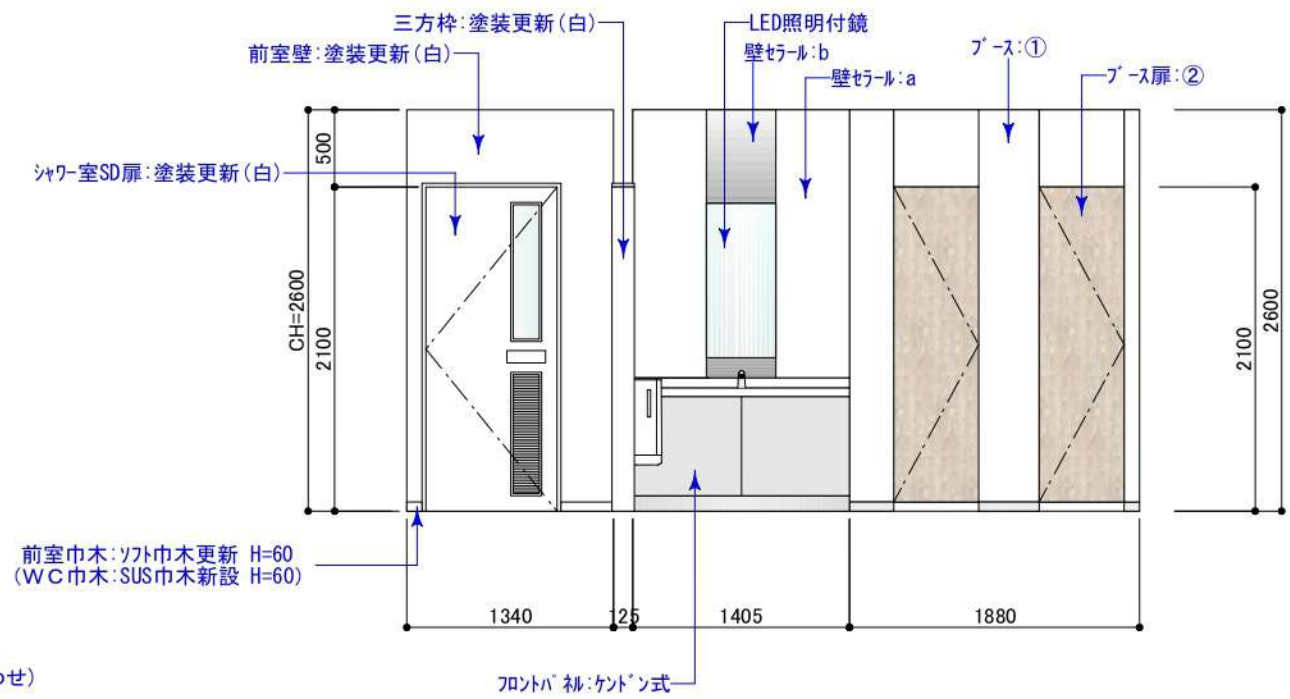 三方枠:塗装更新(白)
LED照明付鏡
前室壁:塗装更新(白)
壁ｾﾗｰﾙ:b
ﾌﾞｰｽ:①
壁ｾﾗｰﾙ:a
ﾌﾞｰｽ扉:②
ｼｬﾜｰ室SD扉:塗装更新(白)
500
CH=2600
2100
2100
2600
前室巾木:ｿﾌﾄ巾木更新 H=60
(ＷＣ巾木:SUS巾木新設 H=60)
1340
125
1405
1880
わせ)
ﾌﾛﾝﾄﾊﾟﾈﾙ:ｹﾝﾄﾞﾝ式